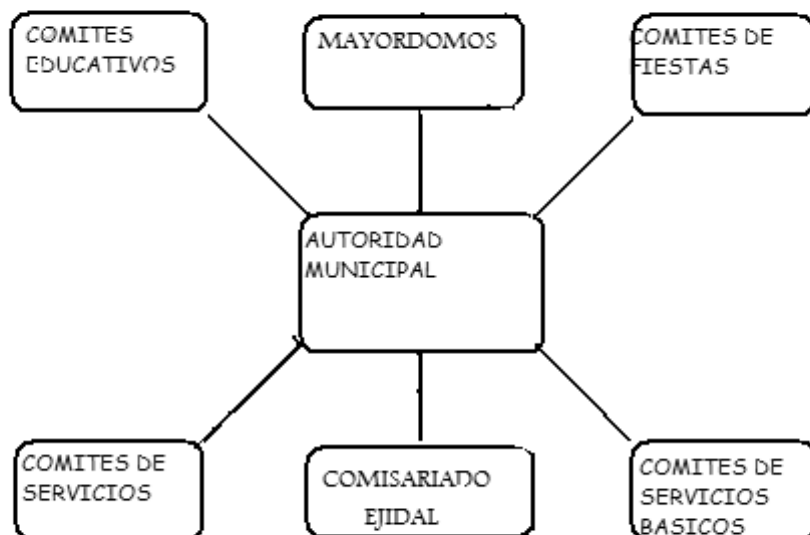 COMITES
EDUCATIVOS
MAYORDOMOS
COMITES DE
FIESTAS
AUTORIDAD
MUNICIPAL
COMITES DE
SERVICIOS
COMISARIADO
EJIDAL
COMITES DE
SERVICIOS
BASICOS